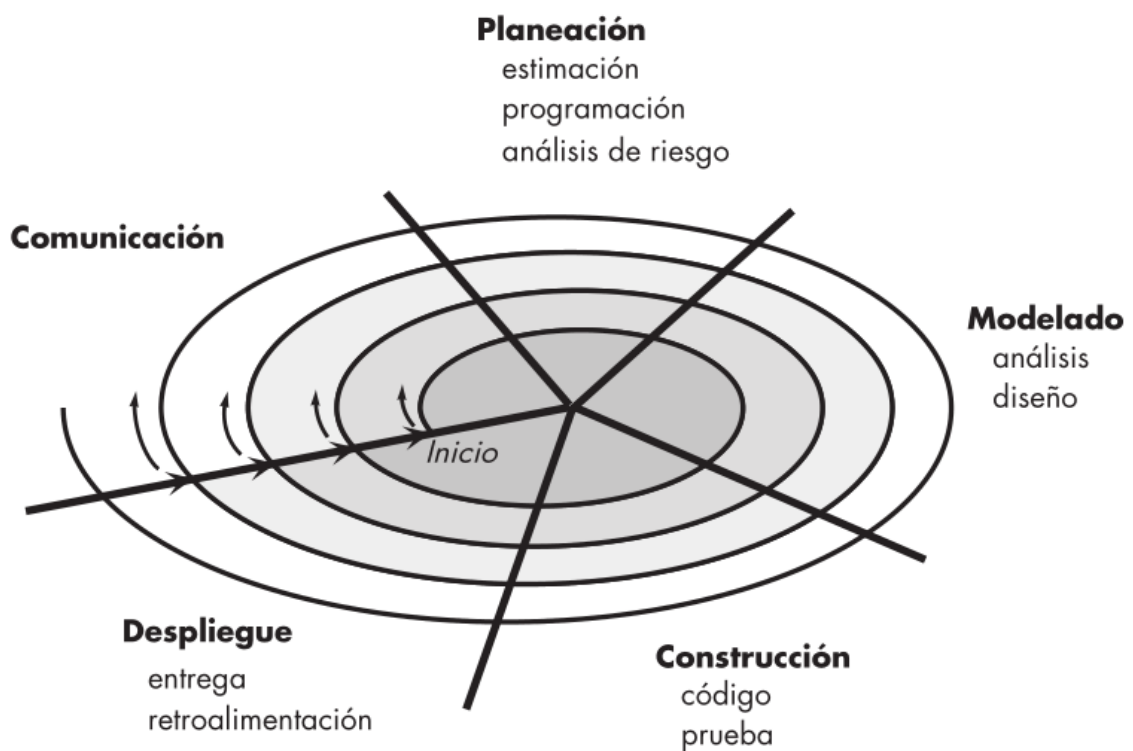 Planeación
estimación
programación
análisis de riesgo
Comunicación
Modelado
análisis
diseño
Inicio
Despliegue
entrega
retroalimentación
Construcción
código
prueba